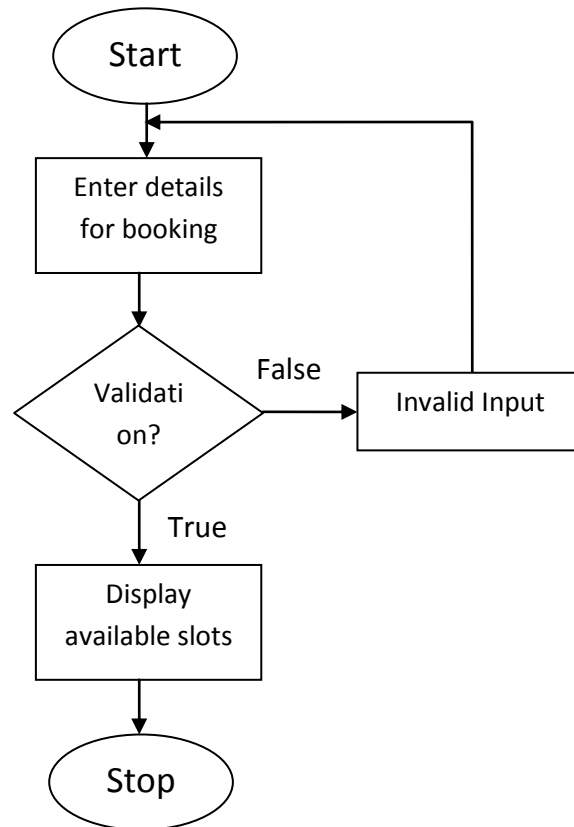 Start
Enter details
for booking
Validati
on?
False
Invalid Input
True
Display
available slots
Stop